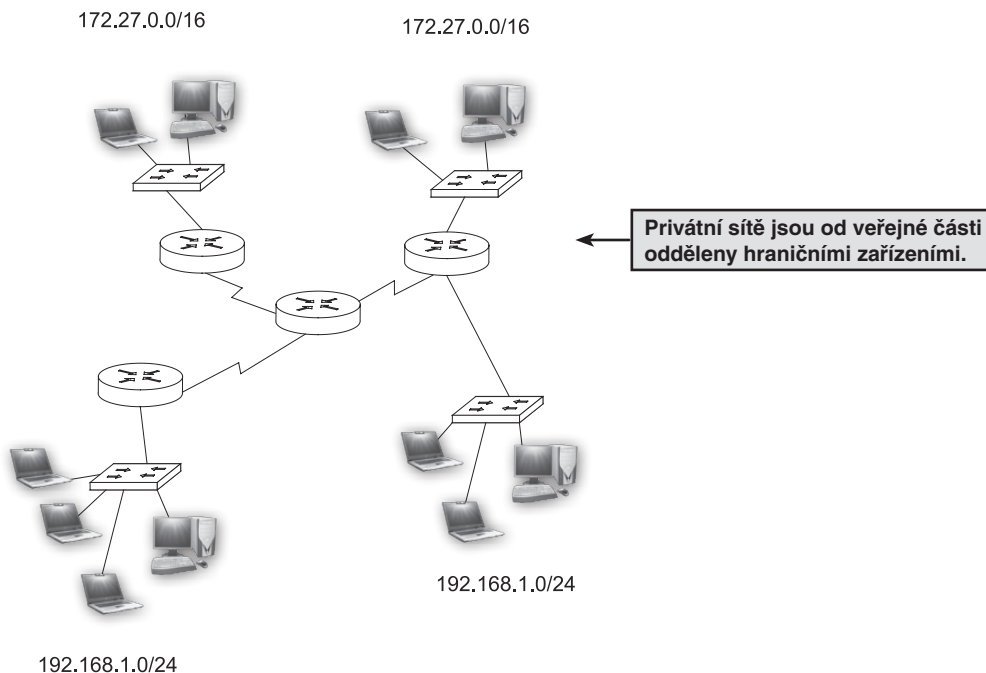 172.27.0.0/16
172.27.0.0/16
Privátní sítě jsou od veřejné části
odděleny hraničními zařízeními.
192.168.1.0/24
192.168.1.0/24